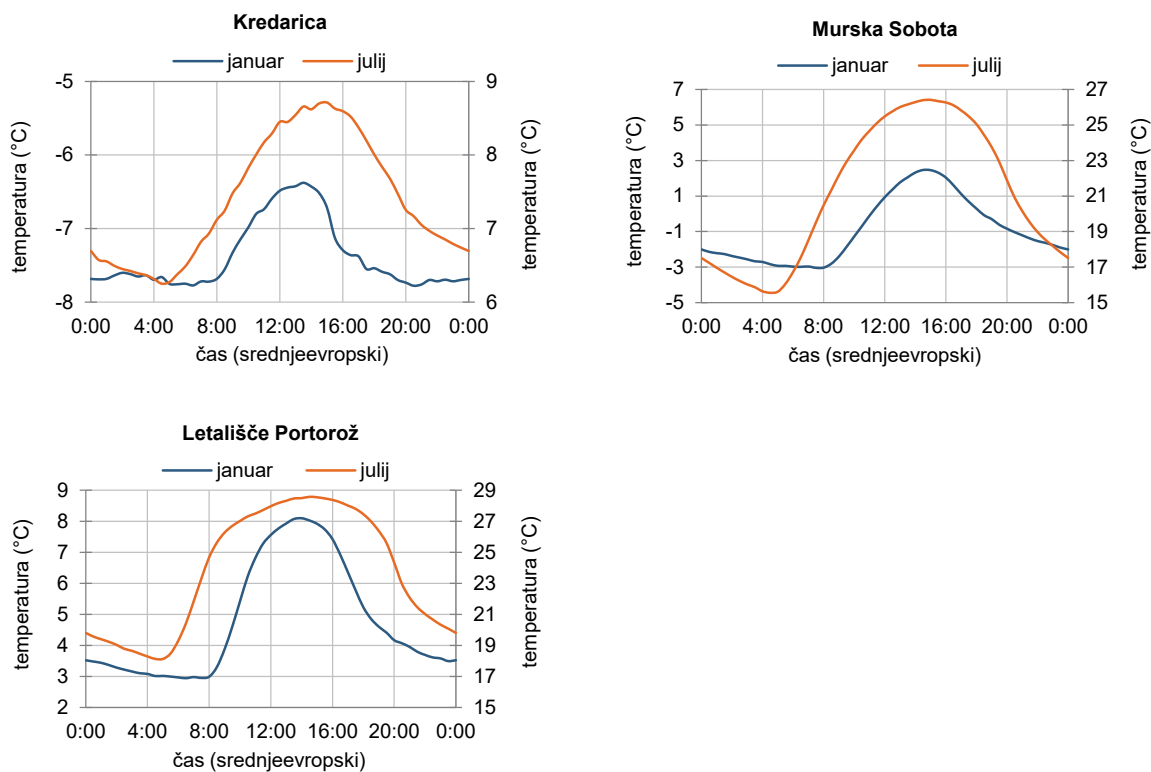 Kredarica
januar julij
temperatura (°C)
-5
-6
-7
-8
9
8
7
6
temperatura (°C)
0:00 4:00 8:00 12:00 16:00 20:00 0:00
čas (srednjeevropski)
Murska Sobota
januar julij
temperatura (°C)
7
5
3
1
-1
-3
-5
27
25
23
21
19
17
15
temperatura (°C)
0:00 4:00 8:00 12:00 16:00 20:00 0:00
čas (srednjeevropski)
Letališče Portorož
januar julij
temperatura (°C)
9
8
7
6
5
4
3
2
29
27
25
23
21
19
17
15
temperatura (°C)
0:00 4:00 8:00 12:00 16:00 20:00 0:00
čas (srednjeevropski)